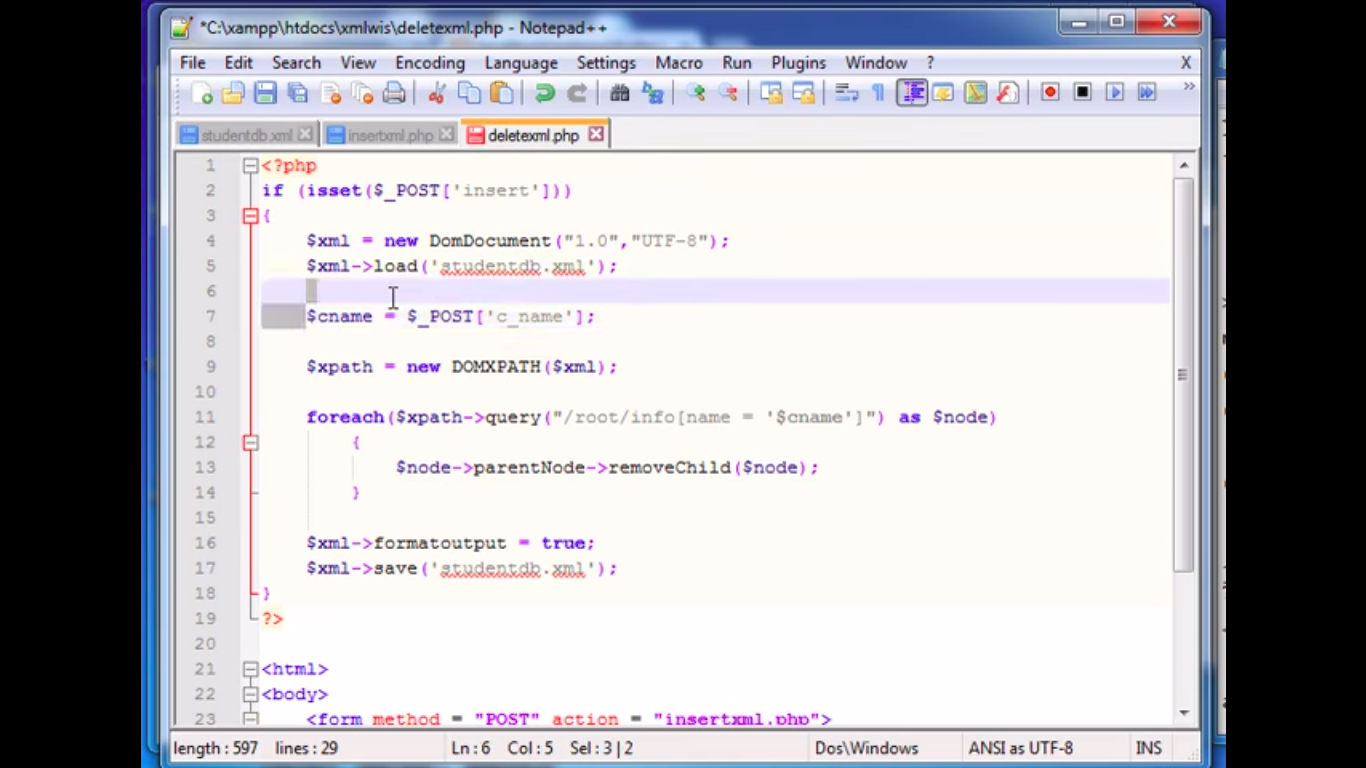 *C:\xampp\htdocs\xmlwis\deletexml.php - Notepad++
File Edit Search View Encoding Language Settings Macro Run Plugins Window ? X
studentdb.xml insertxml.php deletexml.php
1 <?php
2 if (isset($_POST['insert']))
3 {
4 $xml = new DomDocument("1.0","UTF-8");
5 $xml->load('studentdb.xml');
6
7 $cname = $_POST['c_name'];
8
9 $xpath = new DOMXPATH($xml);
10
11 foreach($xpath->query("/root/info[name = '$cname']") as $node)
12 {
13 $node->parentNode->removeChild($node);
14 }
15
16 $xml->formatoutput = true;
17 $xml->save('studentdb.xml');
18 }
19 ?>
20
21 <html>
22 <body>
23 <form method = "POST" action = "insertxml.php">
length : 597 lines : 29 Ln : 6 Col : 5 Sel : 3 | 2 Dos\Windows ANSI as UTF-8 INS